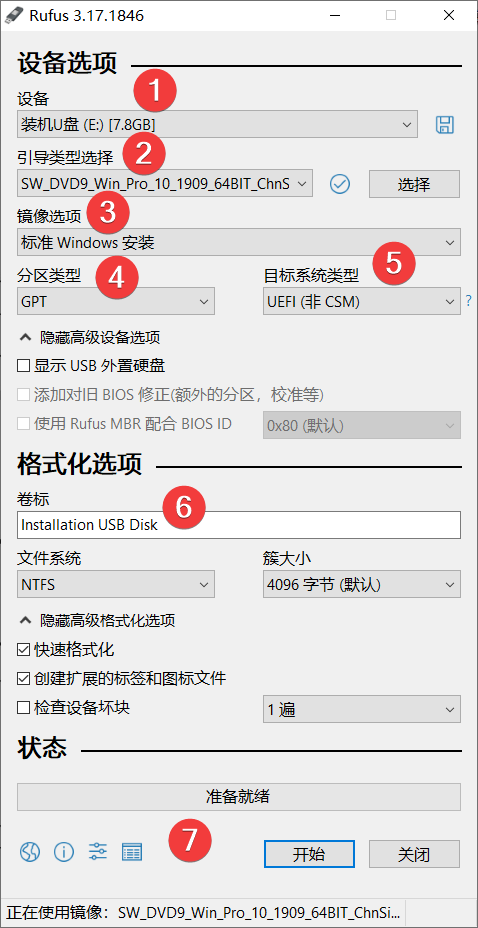 Rufus 3.17.1846
设备选项
1
设备
装机U盘 (E:) [7.8GB]
2
引导类型选择
SW_DVD9_Win_Pro_10_1909_64BIT_ChnS
选择
3
镜像选项
标准 Windows 安装
4
5
分区类型
目标系统类型
GPT
UEFI (非 CSM)
?
隐藏高级设备选项
显示 USB 外置硬盘
添加对旧 BIOS 修正(额外的分区，校准等)
使用 Rufus MBR 配合 BIOS ID
0x80 (默认)
格式化选项
卷标
6
Installation USB Disk
文件系统
簇大小
NTFS
4096 字节 (默认)
隐藏高级格式化选项
快速格式化
创建扩展的标签和图标文件
检查设备坏块
1 遍
状态
准备就绪
7
开始
关闭
正在使用镜像：SW_DVD9_Win_Pro_10_1909_64BIT_ChnSi...